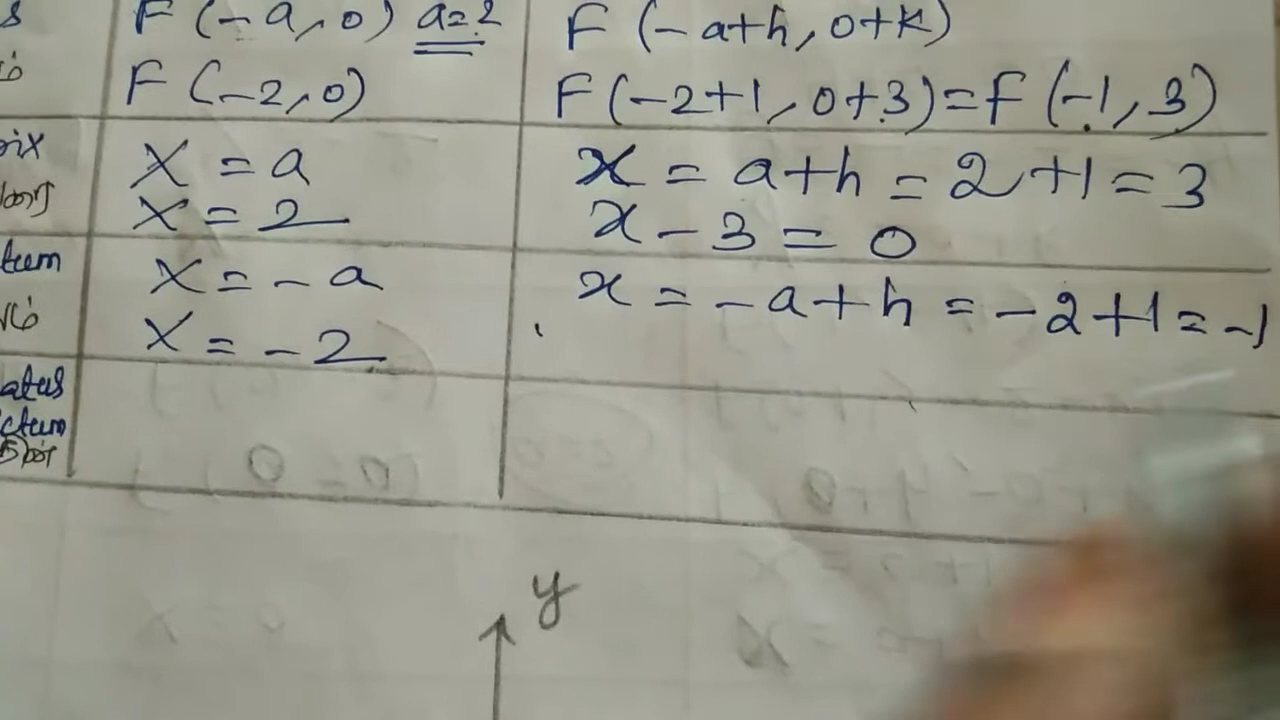 F (-a, 0) a=2 F (-a+h, 0+k)
F (-2, 0) F(-2+1, 0+3)=F(-1, 3)
X = a x = a+h = 2+1 = 3
X = 2 x - 3 = 0
X = -a x = -a+h = -2+1 = -1
X = -2
y